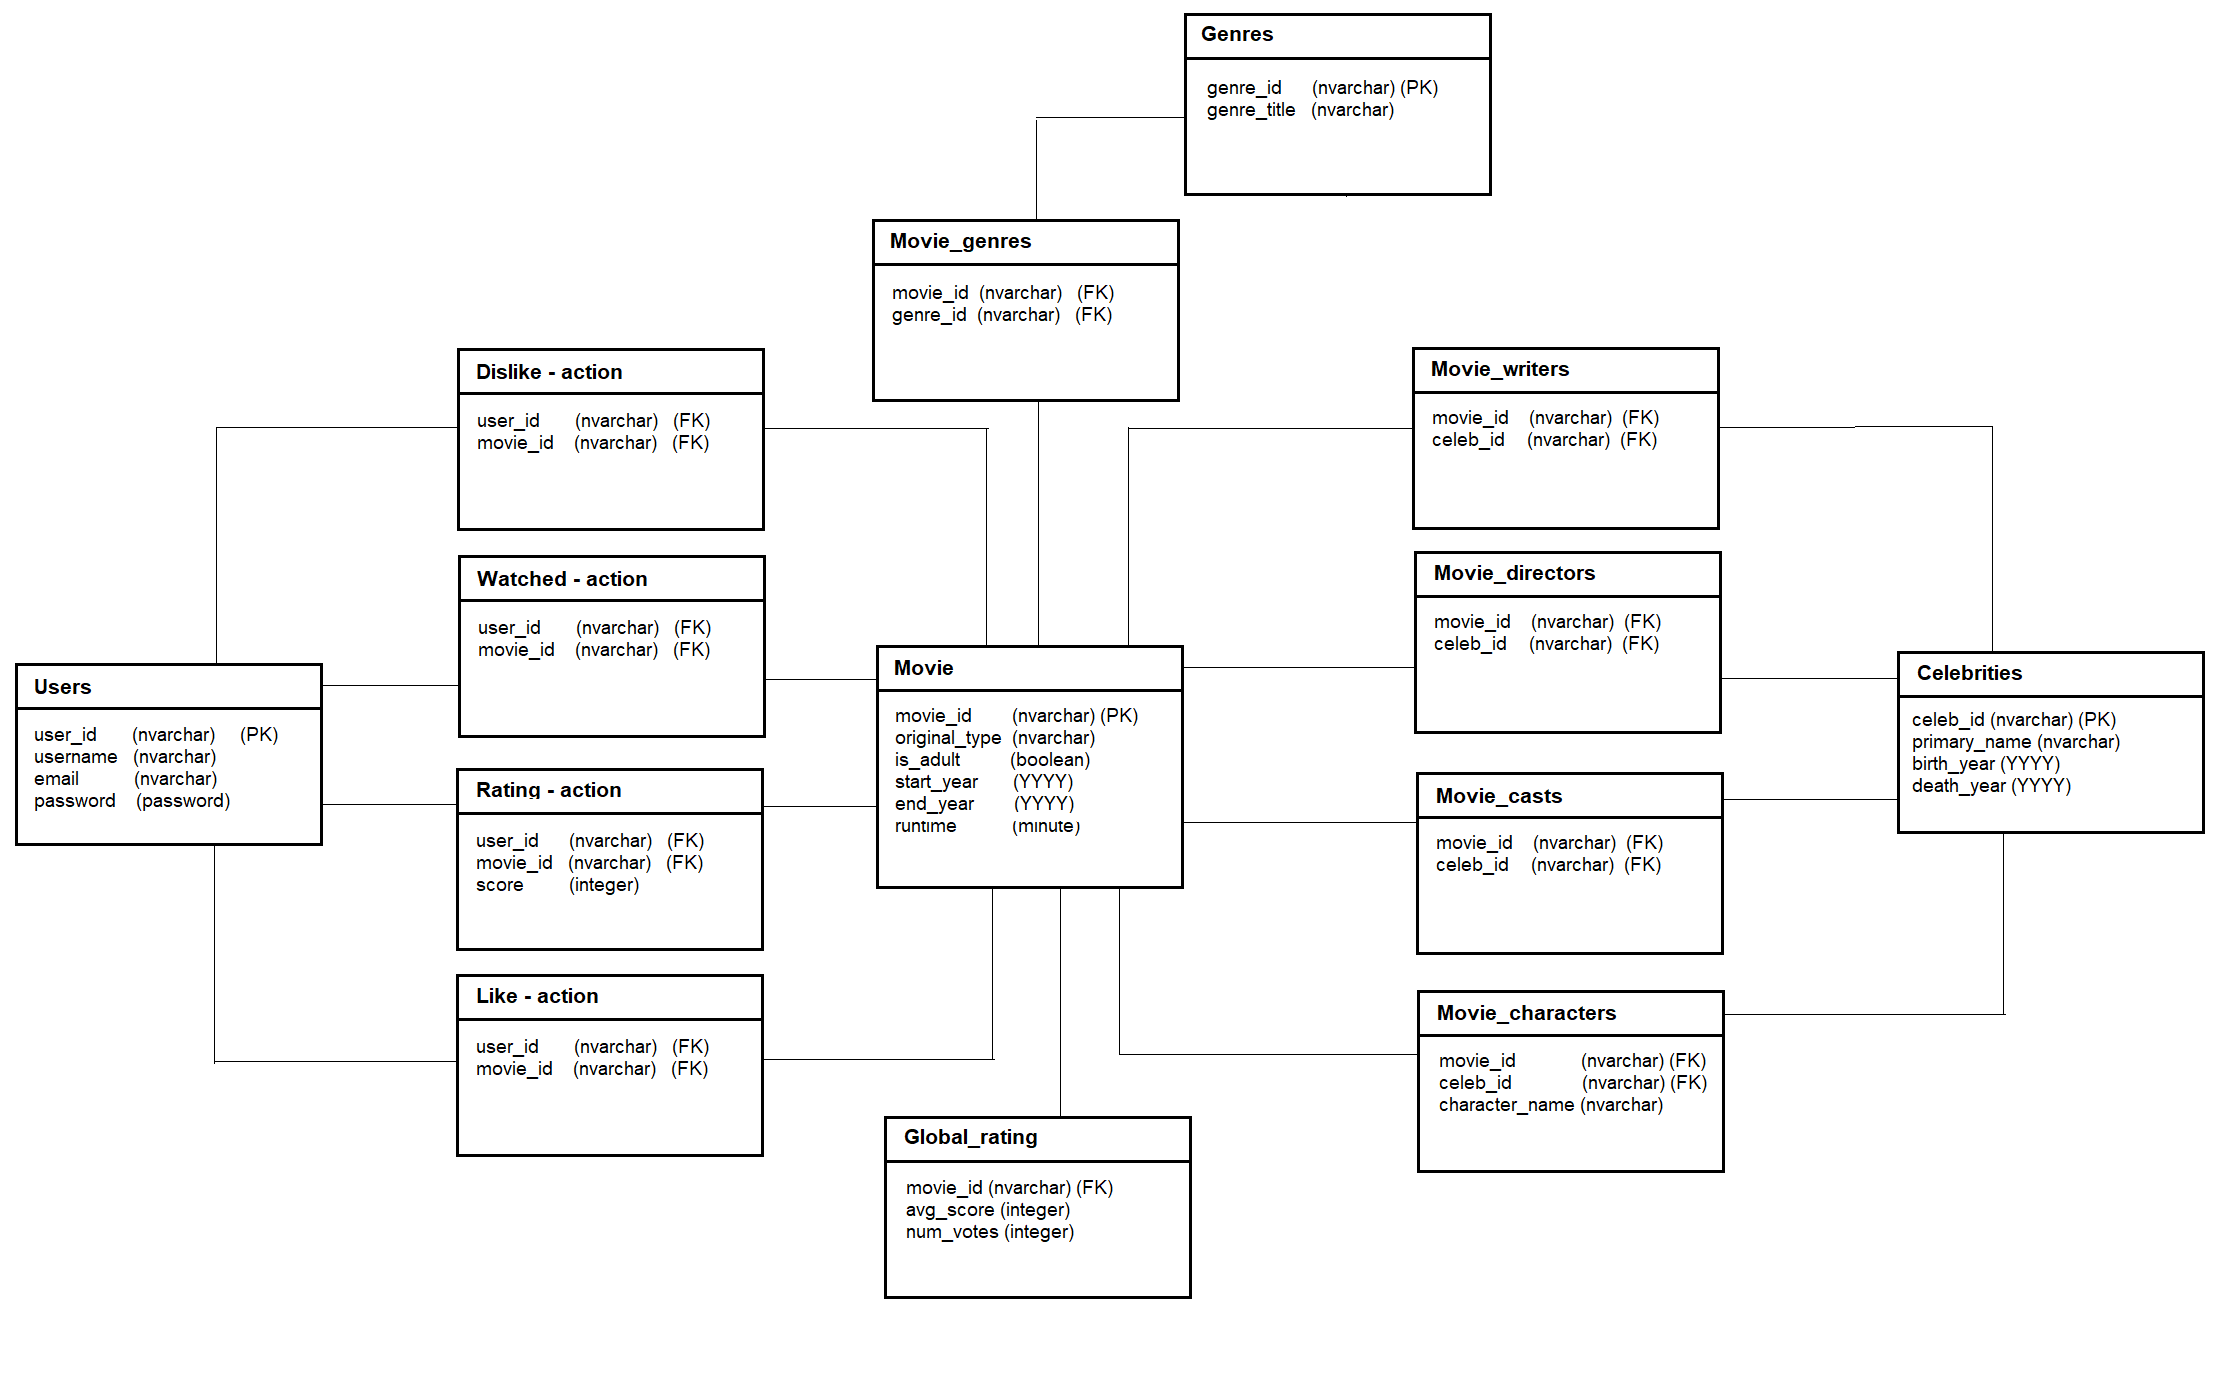 Genres
genre_id (nvarchar) (PK)
genre_title (nvarchar)
Movie_genres
movie_id (nvarchar) (FK)
genre_id (nvarchar) (FK)
Dislike - action
user_id (nvarchar) (FK)
movie_id (nvarchar) (FK)
Movie_writers
movie_id (nvarchar) (FK)
celeb_id (nvarchar) (FK)
Watched - action
user_id (nvarchar) (FK)
movie_id (nvarchar) (FK)
Movie_directors
movie_id (nvarchar) (FK)
celeb_id (nvarchar) (FK)
Users
user_id (nvarchar) (PK)
username (nvarchar)
email (nvarchar)
password (password)
Movie
movie_id (nvarchar) (PK)
original_type (nvarchar)
is_adult (boolean)
start_year (YYYY)
end_year (YYYY)
runtime (minute)
Celebrities
celeb_id (nvarchar) (PK)
primary_name (nvarchar)
birth_year (YYYY)
death_year (YYYY)
Rating - action
user_id (nvarchar) (FK)
movie_id (nvarchar) (FK)
score (integer)
Movie_casts
movie_id (nvarchar) (FK)
celeb_id (nvarchar) (FK)
Like - action
user_id (nvarchar) (FK)
movie_id (nvarchar) (FK)
Movie_characters
movie_id (nvarchar) (FK)
celeb_id (nvarchar) (FK)
character_name (nvarchar)
Global_rating
movie_id (nvarchar) (FK)
avg_score (integer)
num_votes (integer)